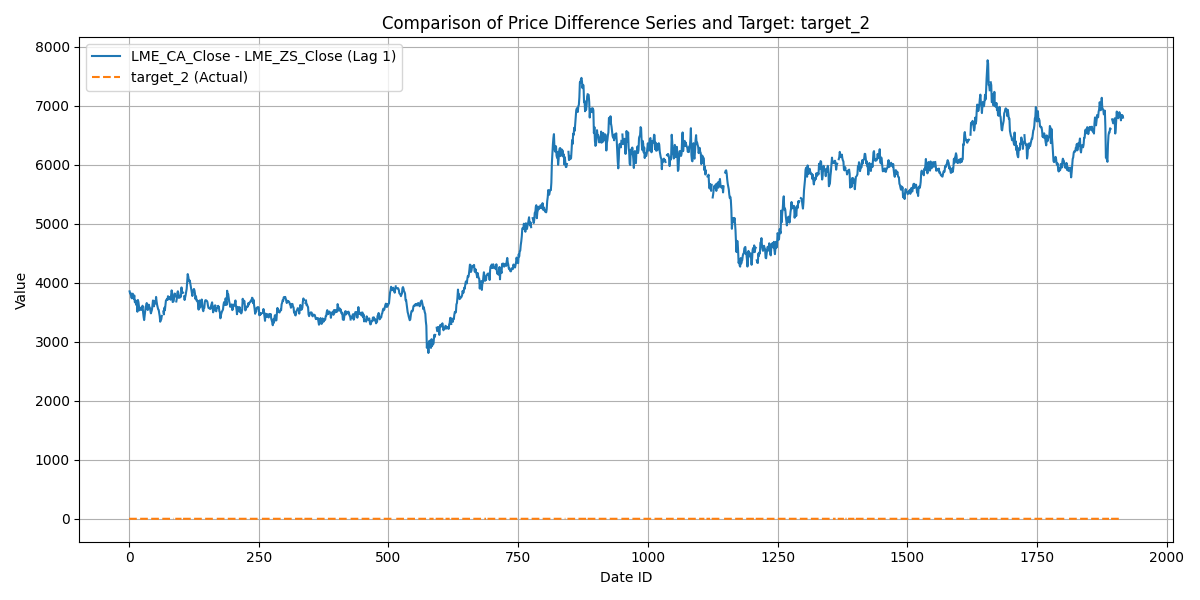 Comparison of Price Difference Series and Target: target_2
LME_CA_Close - LME_ZS_Close (Lag 1)
target_2 (Actual)
Value
8000
7000
6000
5000
4000
3000
2000
1000
0
0 250 500 750 1000 1250 1500 1750 2000
Date ID